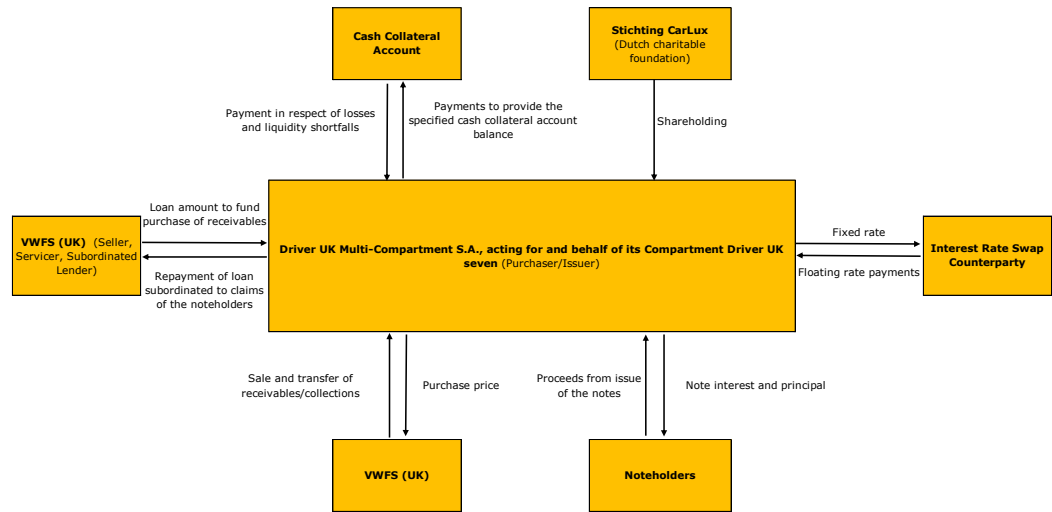 Cash Collateral
Account
Stichting CarLux
(Dutch charitable
foundation)
Payment in respect of losses
and liquidity shortfalls
Payments to provide the
specified cash collateral account
balance
Shareholding
Loan amount to fund
purchase of receivables
VWFS (UK) (Seller,
Servicer, Subordinated
Lender)
Repayment of loan
subordinated to claims
of the noteholders
Driver UK Multi-Compartment S.A., acting for and behalf of its Compartment Driver UK
seven (Purchaser/Issuer)
Fixed rate
Floating rate payments
Interest Rate Swap
Counterparty
Sale and transfer of
receivables/collections
Purchase price
Proceeds from issue
of the notes
Note interest and principal
VWFS (UK)
Noteholders